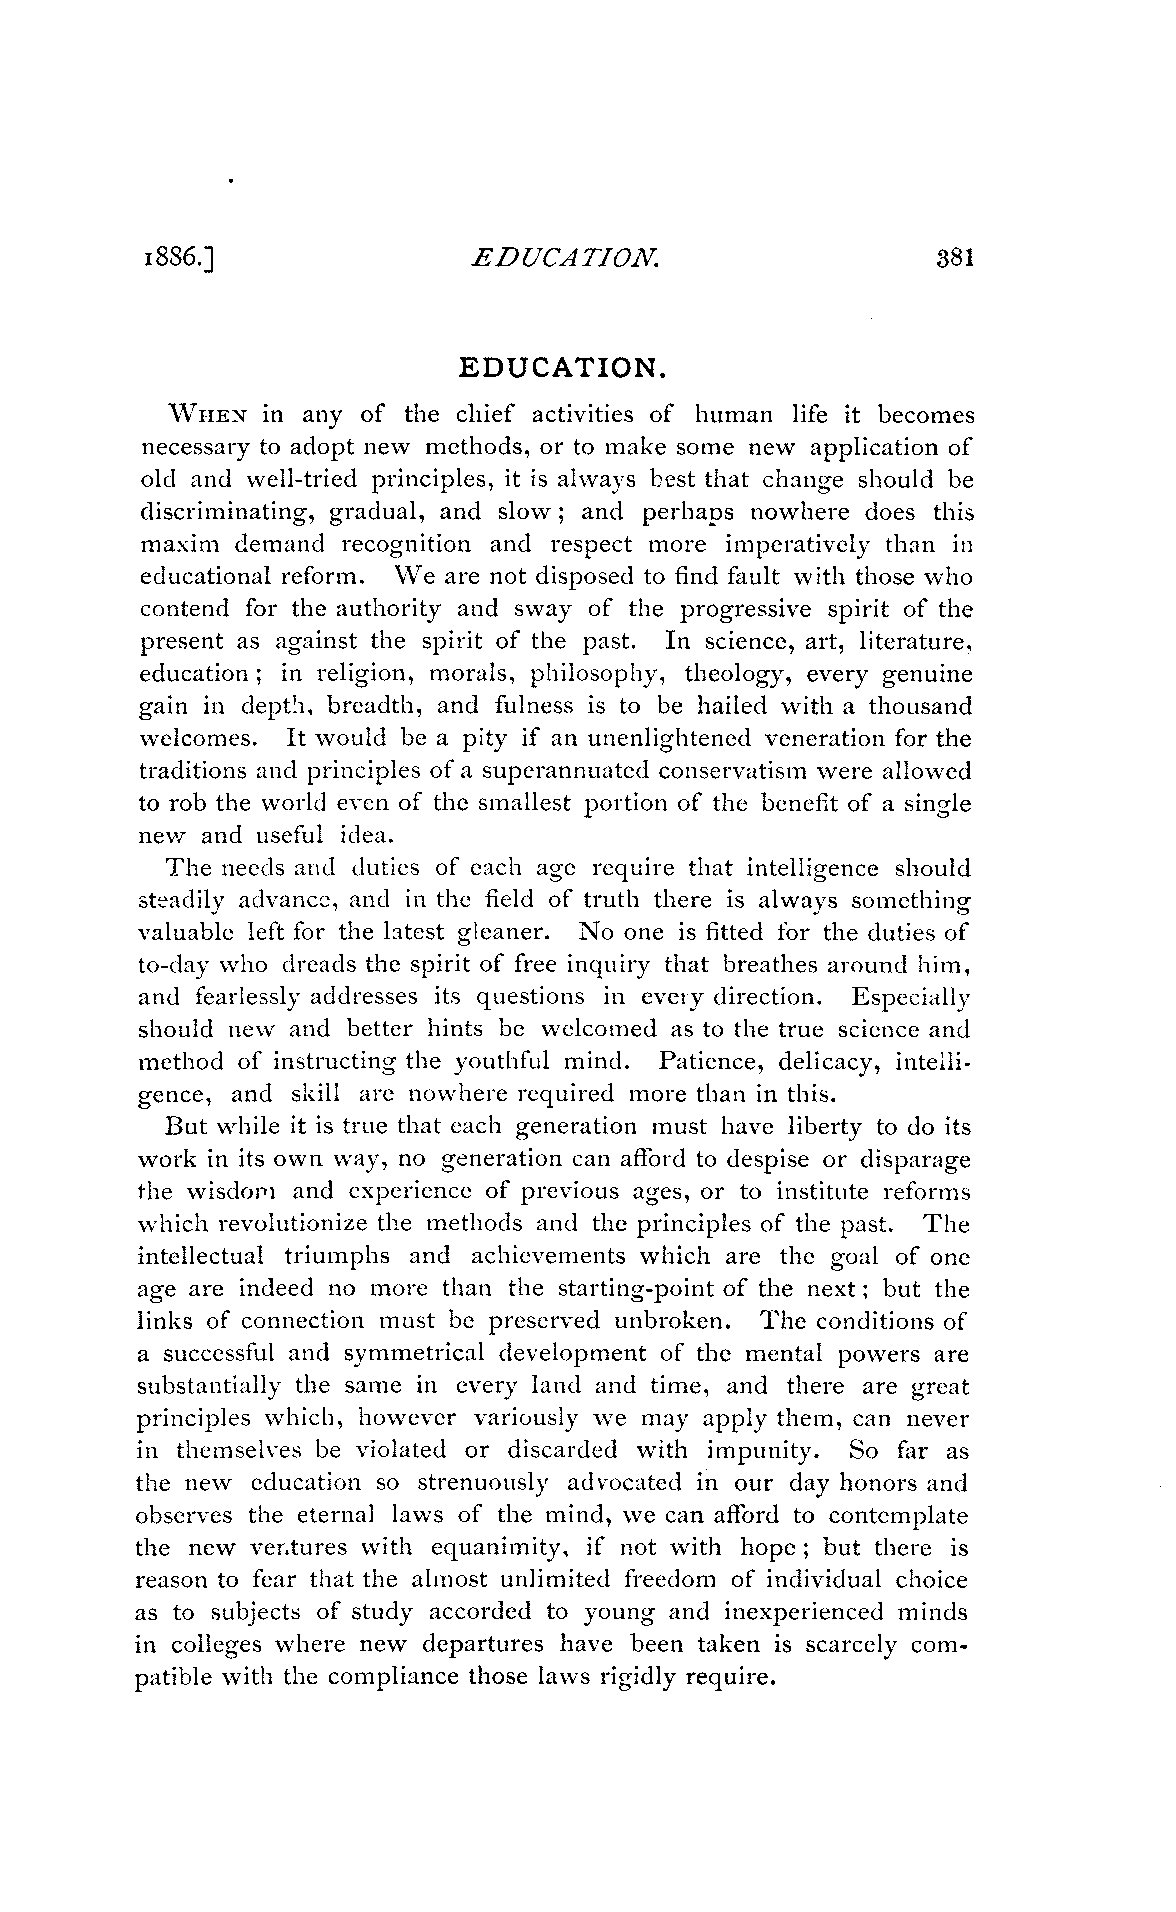 1886.] EDUCATION. 381
EDUCATION.
WHEN in any of the chief activities of human life it becomes
necessary to adopt new methods, or to make some new application of
old and well-tried principles, it is always best that change should be
discriminating, gradual, and slow; and perhaps nowhere does this
maxim demand recognition and respect more imperatively than in
educational reform. We are not disposed to find fault with those who
contend for the authority and sway of the progressive spirit of the
present as against the spirit of the past. In science, art, literature,
education; in religion, morals, philosophy, theology, every genuine
gain in depth, breadth, and fulness is to be hailed with a thousand
welcomes. It would be a pity if an unenlightened veneration for the
traditions and principles of a superannuated conservatism were allowed
to rob the world even of the smallest portion of the benefit of a single
new and useful idea.
The needs and duties of each age require that intelligence should
steadily advance, and in the field of truth there is always something
valuable left for the latest gleaner. No one is fitted for the duties of
to-day who dreads the spirit of free inquiry that breathes around him,
and fearlessly addresses its questions in every direction. Especially
should new and better hints be welcomed as to the true science and
method of instructing the youthful mind. Patience, delicacy, intelli-
gence, and skill are nowhere required more than in this.
But while it is true that each generation must have liberty to do its
work in its own way, no generation can afford to despise or disparage
the wisdom and experience of previous ages, or to institute reforms
which revolutionize the methods and the principles of the past. The
intellectual triumphs and achievements which are the goal of one
age are indeed no more than the starting-point of the next; but the
links of connection must be preserved unbroken. The conditions of
a successful and symmetrical development of the mental powers are
substantially the same in every land and time, and there are great
principles which, however variously we may apply them, can never
in themselves be violated or discarded with impunity. So far as
the new education so strenuously advocated in our day honors and
observes the eternal laws of the mind, we can afford to contemplate
the new ventures with equanimity, if not with hope; but there is
reason to fear that the almost unlimited freedom of individual choice
as to subjects of study accorded to young and inexperienced minds
in colleges where new departures have been taken is scarcely com-
patible with the compliance those laws rigidly require.